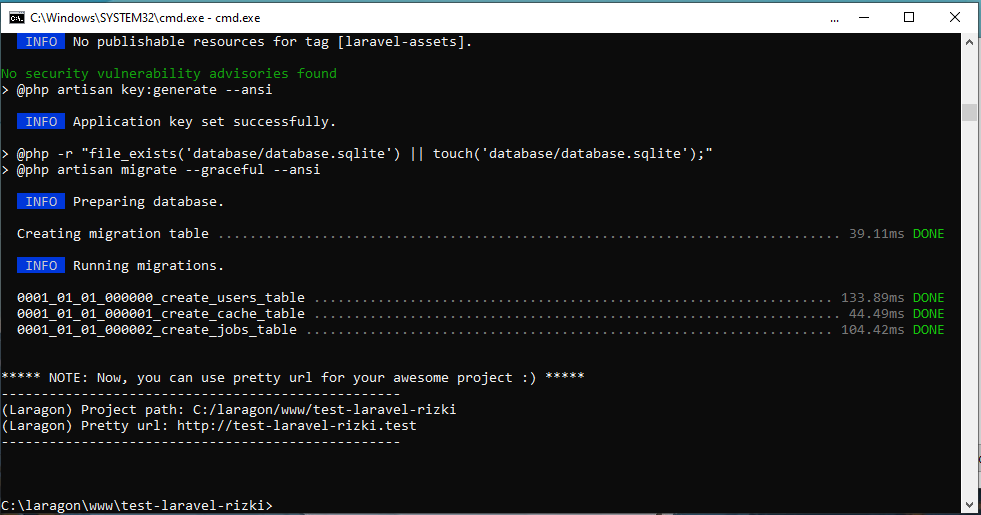 C:\Windows\SYSTEM32\cmd.exe - cmd.exe
INFO No publishable resources for tag [laravel-assets].
No security vulnerability advisories found
> @php artisan key:generate --ansi
INFO Application key set successfully.
> @php -r "file_exists('database/database.sqlite') || touch('database/database.sqlite');"
> @php artisan migrate --graceful --ansi
INFO Preparing database.
Creating migration table .............................................................................. 39.11ms DONE
INFO Running migrations.
0001_01_01_000000_create_users_table ................................................................. 133.89ms DONE
0001_01_01_000001_create_cache_table .................................................................. 44.49ms DONE
0001_01_01_000002_create_jobs_table .................................................................. 104.42ms DONE
***** NOTE: Now, you can use pretty url for your awesome project :) *****
--------------------------------------------------
(Laragon) Project path: C:/laragon/www/test-laravel-rizki
(Laragon) Pretty url: http://test-laravel-rizki.test
--------------------------------------------------
C:\laragon\www\test-laravel-rizki>